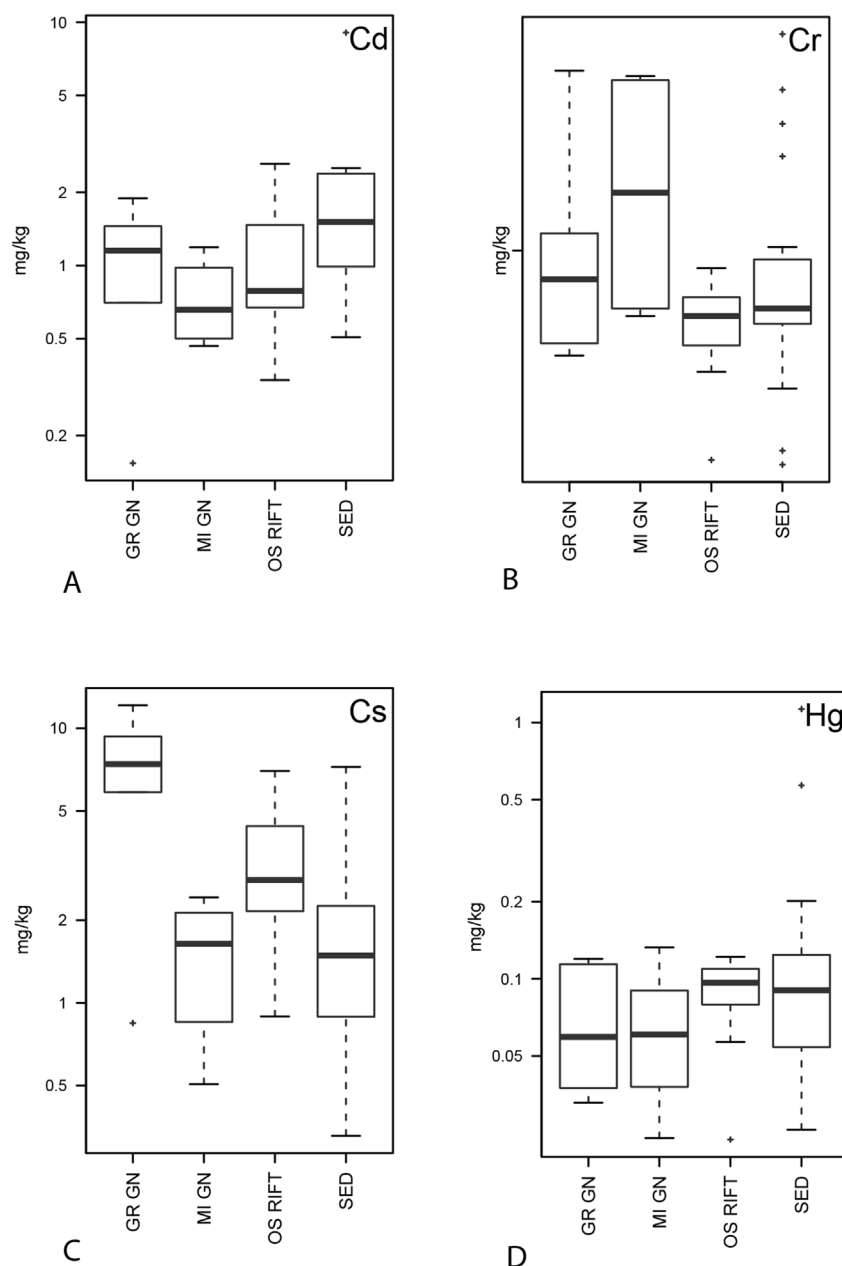 Cd
10
5
2
1
0.5
0.2
mg/kg
GR GN
MI GN
OS RIFT
SED
A
Cr
mg/kg
GR GN
MI GN
OS RIFT
SED
B
Cs
10
5
2
1
0.5
mg/kg
GR GN
MI GN
OS RIFT
SED
C
Hg
1
0.5
0.2
0.1
0.05
mg/kg
GR GN
MI GN
OS RIFT
SED
D